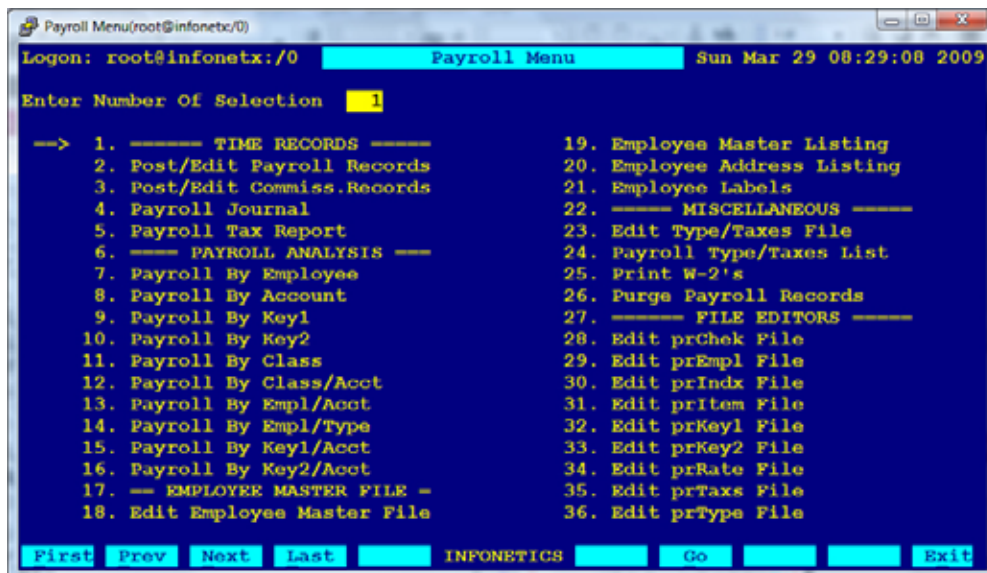 Payroll Menu(root@infonetx:/0)
Logon: root@infonetx:/0 Payroll Menu Sun Mar 29 08:29:08 2009
Enter Number Of Selection 1
==> 1. ====== TIME RECORDS =====
2. Post/Edit Payroll Records
3. Post/Edit Commiss.Records
4. Payroll Journal
5. Payroll Tax Report
6. ==== PAYROLL ANALYSIS ===
7. Payroll By Employee
8. Payroll By Account
9. Payroll By Key1
10. Payroll By Key2
11. Payroll By Class
12. Payroll By Class/Acct
13. Payroll By Empl/Acct
14. Payroll By Empl/Type
15. Payroll By Key1/Acct
16. Payroll By Key2/Acct
17. == EMPLOYEE MASTER FILE =
18. Edit Employee Master File
19. Employee Master Listing
20. Employee Address Listing
21. Employee Labels
22. ===== MISCELLANEOUS =====
23. Edit Type/Taxes File
24. Payroll Type/Taxes List
25. Print W-2's
26. Purge Payroll Records
27. ====== FILE EDITORS =====
28. Edit prChek File
29. Edit prEmpl File
30. Edit prIndx File
31. Edit prItem File
32. Edit prKey1 File
33. Edit prKey2 File
34. Edit prRate File
35. Edit prTaxs File
36. Edit prType File
First Prev Next Last INFONETICS Go Exit